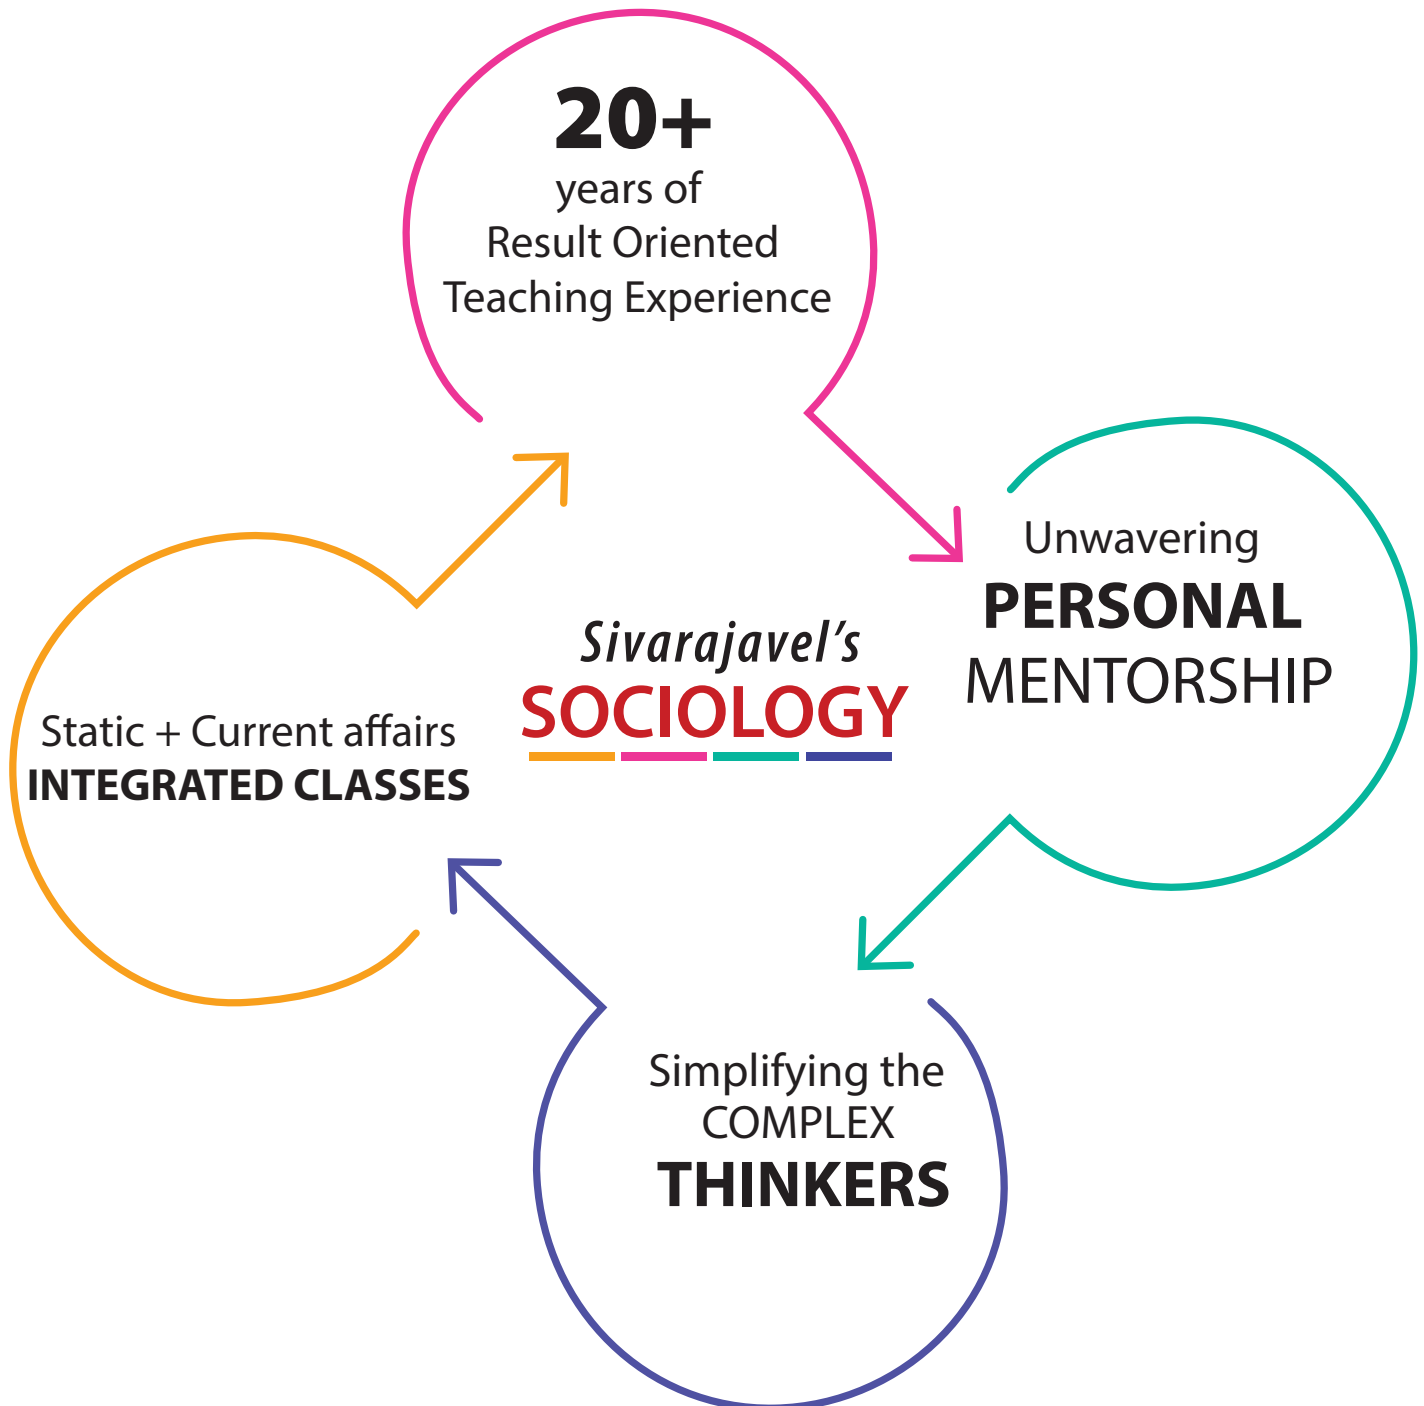 20+
years of
Result Oriented
Teaching Experience
Unwavering
PERSONAL
MENTORSHIP
Sivarajavel's
SOCIOLOGY
Static + Current affairs
INTEGRATED CLASSES
Simplifying the
COMPLEX
THINKERS